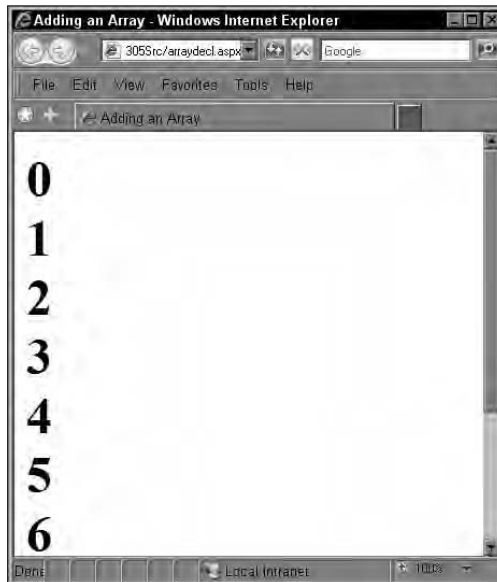 Adding an Array - Windows Internet Explorer
305Src/arraydecl.aspx Google
File Edit View Favorites Tools Help
Adding an Array
0
1
2
3
4
5
6
Done Local intranet 100%